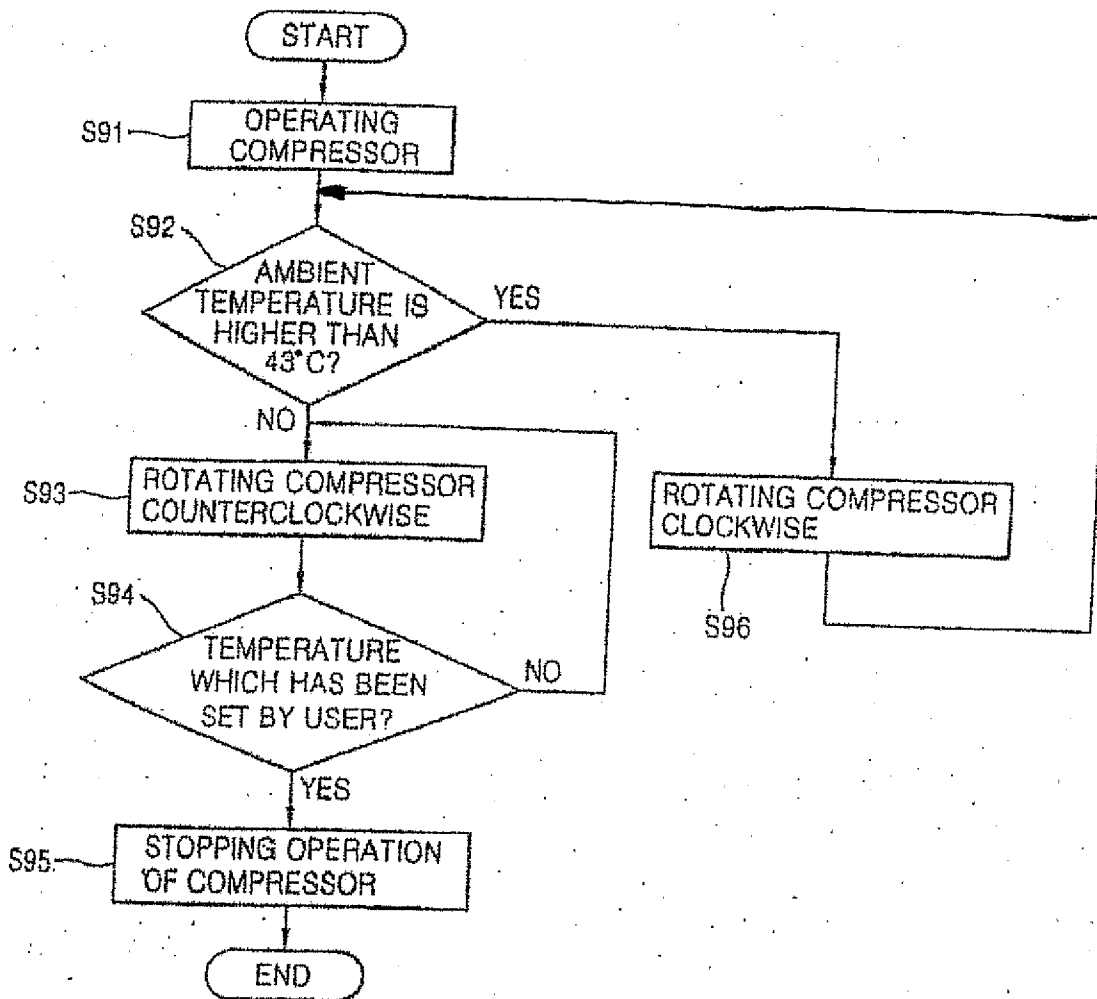 START
S91
OPERATING
COMPRESSOR
S92
AMBIENT
TEMPERATURE IS
HIGHER THAN
43°C?
YES
NO
S93
ROTATING COMPRESSOR
COUNTERCLOCKWISE
ROTATING COMPRESSOR
CLOCKWISE
S96
S94
TEMPERATURE
WHICH HAS BEEN
SET BY USER?
NO
YES
S95
STOPPING OPERATION
OF COMPRESSOR
END